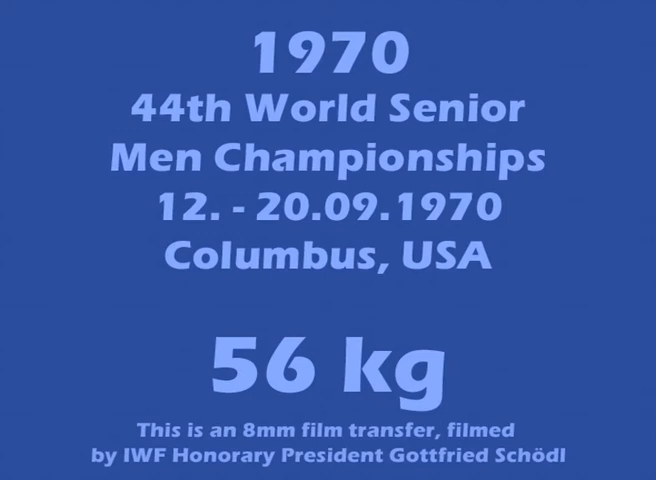 1970
44th World Senior
Men Championships
12. - 20.09.1970
Columbus, USA
56 kg
This is an 8mm film transfer, filmed
by IWF Honorary President Gottfried Schödl